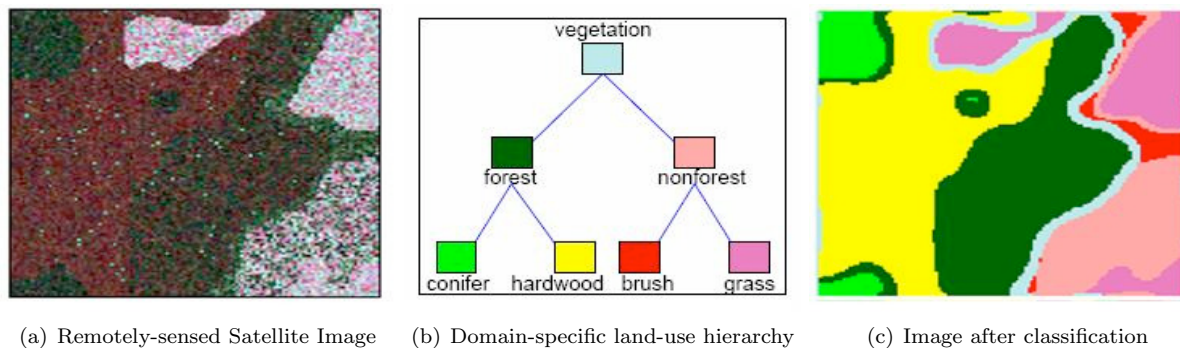 vegetation
forest nonforest
conifer hardwood brush grass
(a) Remotely-sensed Satellite Image (b) Domain-specific land-use hierarchy (c) Image after classification